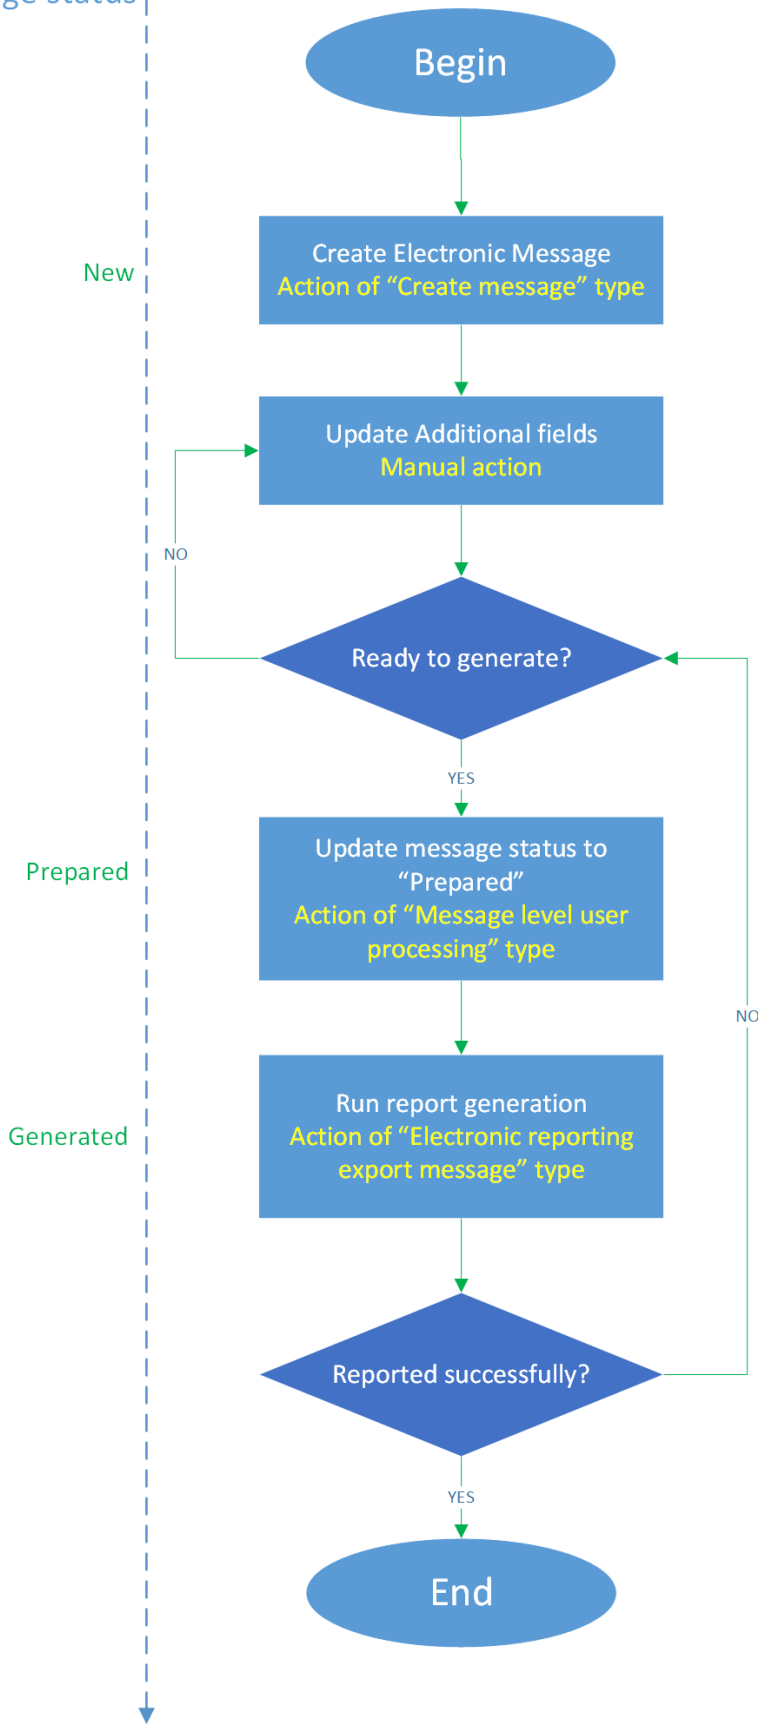 ge status
Begin
Create Electronic Message
Action of “Create message” type
New
Update Additional fields
Manual action
NO
Ready to generate?
YES
Update message status to
“Prepared”
Action of “Message level user
processing” type
Prepared
NO
Run report generation
Action of “Electronic reporting
export message” type
Generated
Reported successfully?
YES
End